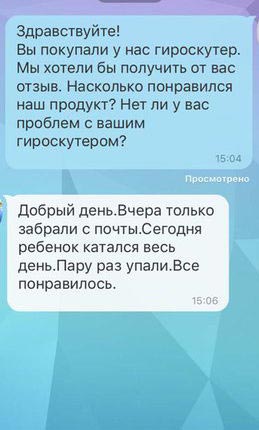 Здравствуйте!
Вы покупали у нас гироскутер.
Мы хотели бы получить от вас
отзыв. Насколько понравился
наш продукт? Нет ли у вас
проблем с вашим
гироскутером?
15:04
Просмотрено
Добрый день.Вчера только
забрали с почты.Сегодня
ребенок катался весь
день.Пару раз упали.Все
понравилось.
15:06